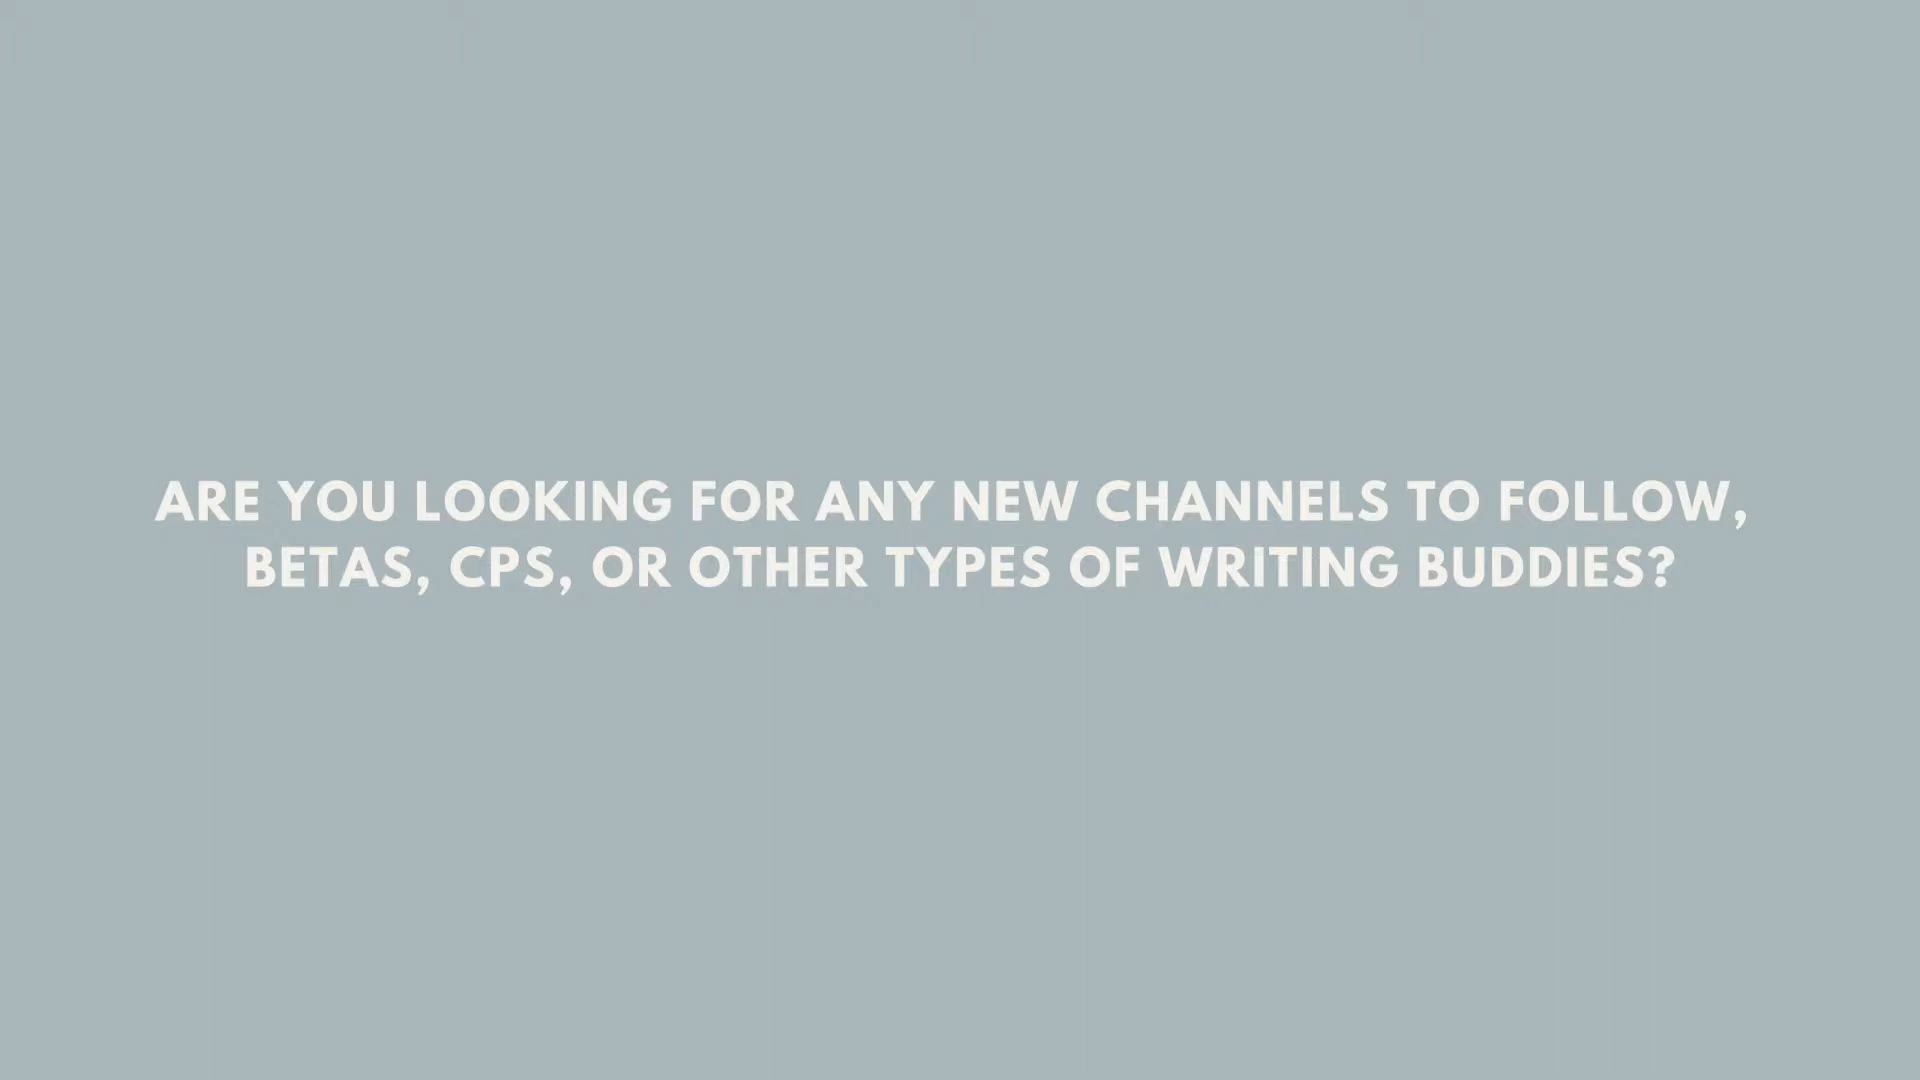 ARE YOU LOOKING FOR ANY NEW CHANNELS TO FOLLOW,
BETAS, CPS, OR OTHER TYPES OF WRITING BUDDIES?